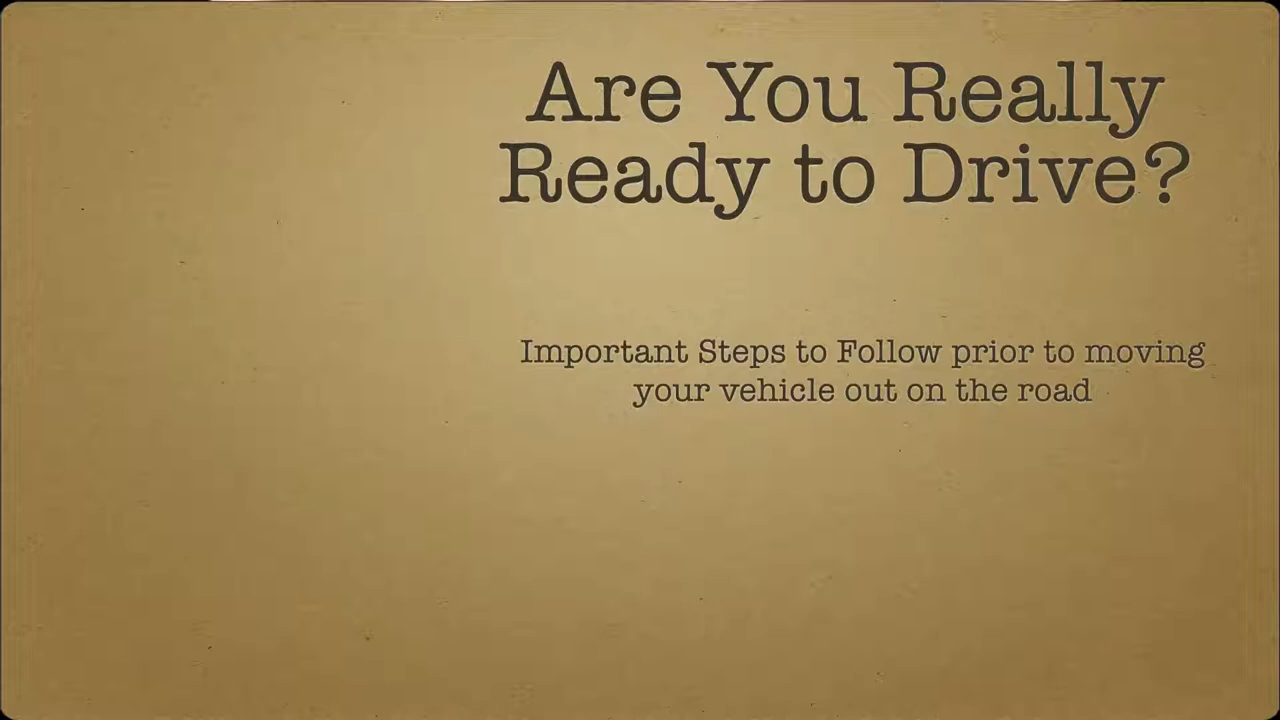 Are You Really
Ready to Drive?
Important Steps to Follow prior to moving
your vehicle out on the road